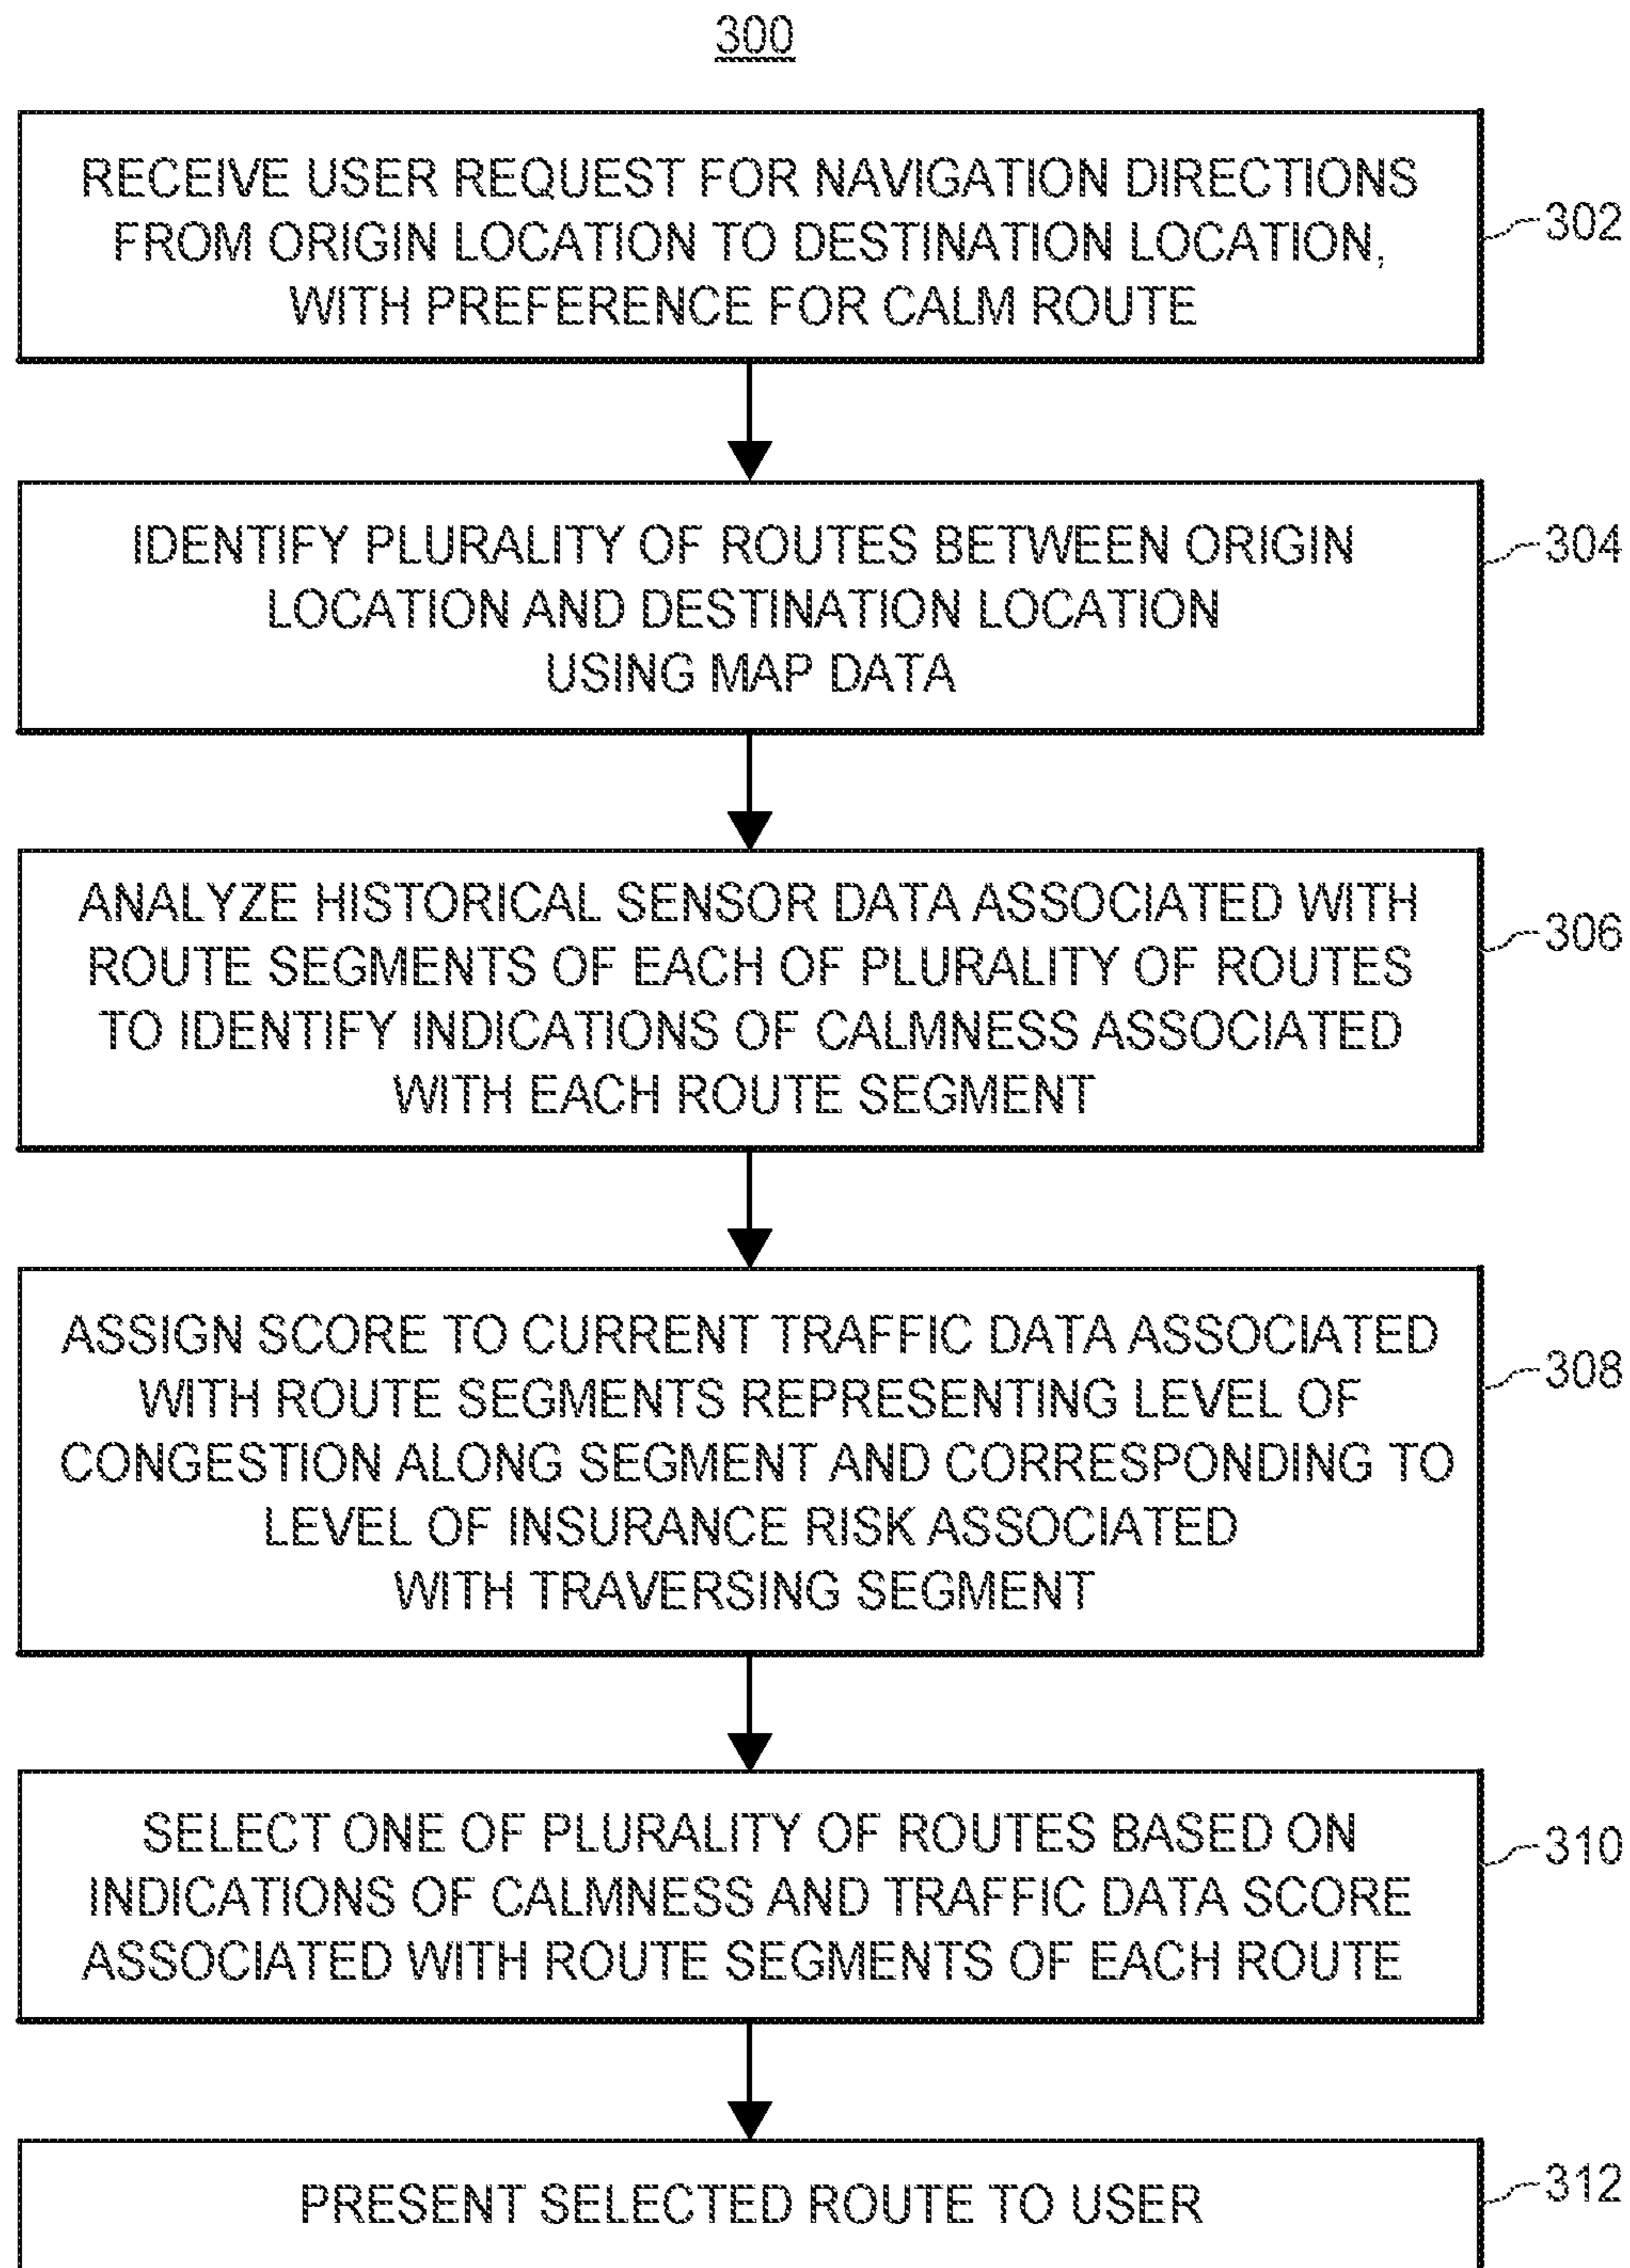 300
RECEIVE USER REQUEST FOR NAVIGATION DIRECTIONS
FROM ORIGIN LOCATION TO DESTINATION LOCATION,
WITH PREFERENCE FOR CALM ROUTE
302
IDENTIFY PLURALITY OF ROUTES BETWEEN ORIGIN
LOCATION AND DESTINATION LOCATION
USING MAP DATA
304
ANALYZE HISTORICAL SENSOR DATA ASSOCIATED WITH
ROUTE SEGMENTS OF EACH OF PLURALITY OF ROUTES
TO IDENTIFY INDICATIONS OF CALMNESS ASSOCIATED
WITH EACH ROUTE SEGMENT
306
ASSIGN SCORE TO CURRENT TRAFFIC DATA ASSOCIATED
WITH ROUTE SEGMENTS REPRESENTING LEVEL OF
CONGESTION ALONG SEGMENT AND CORRESPONDING TO
LEVEL OF INSURANCE RISK ASSOCIATED
WITH TRAVERSING SEGMENT
308
SELECT ONE OF PLURALITY OF ROUTES BASED ON
INDICATIONS OF CALMNESS AND TRAFFIC DATA SCORE
ASSOCIATED WITH ROUTE SEGMENTS OF EACH ROUTE
310
PRESENT SELECTED ROUTE TO USER
312